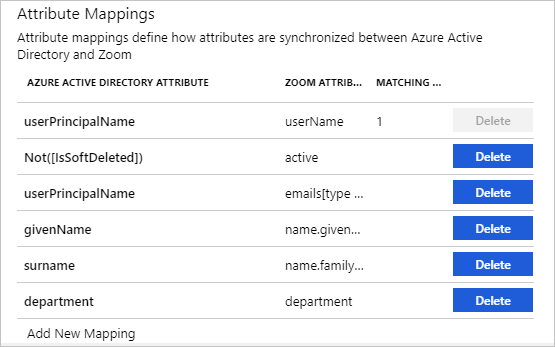 Attribute Mappings
Attribute mappings define how attributes are synchronized between Azure Active
Directory and Zoom
AZURE ACTIVE DIRECTORY ATTRIBUTE ZOOM ATTRIB... MATCHING ...
userPrincipalName userName 1 Delete
Not([IsSoftDeleted]) active Delete
userPrincipalName emails[type ... Delete
givenName name.given... Delete
surname name.family... Delete
department department Delete
Add New Mapping